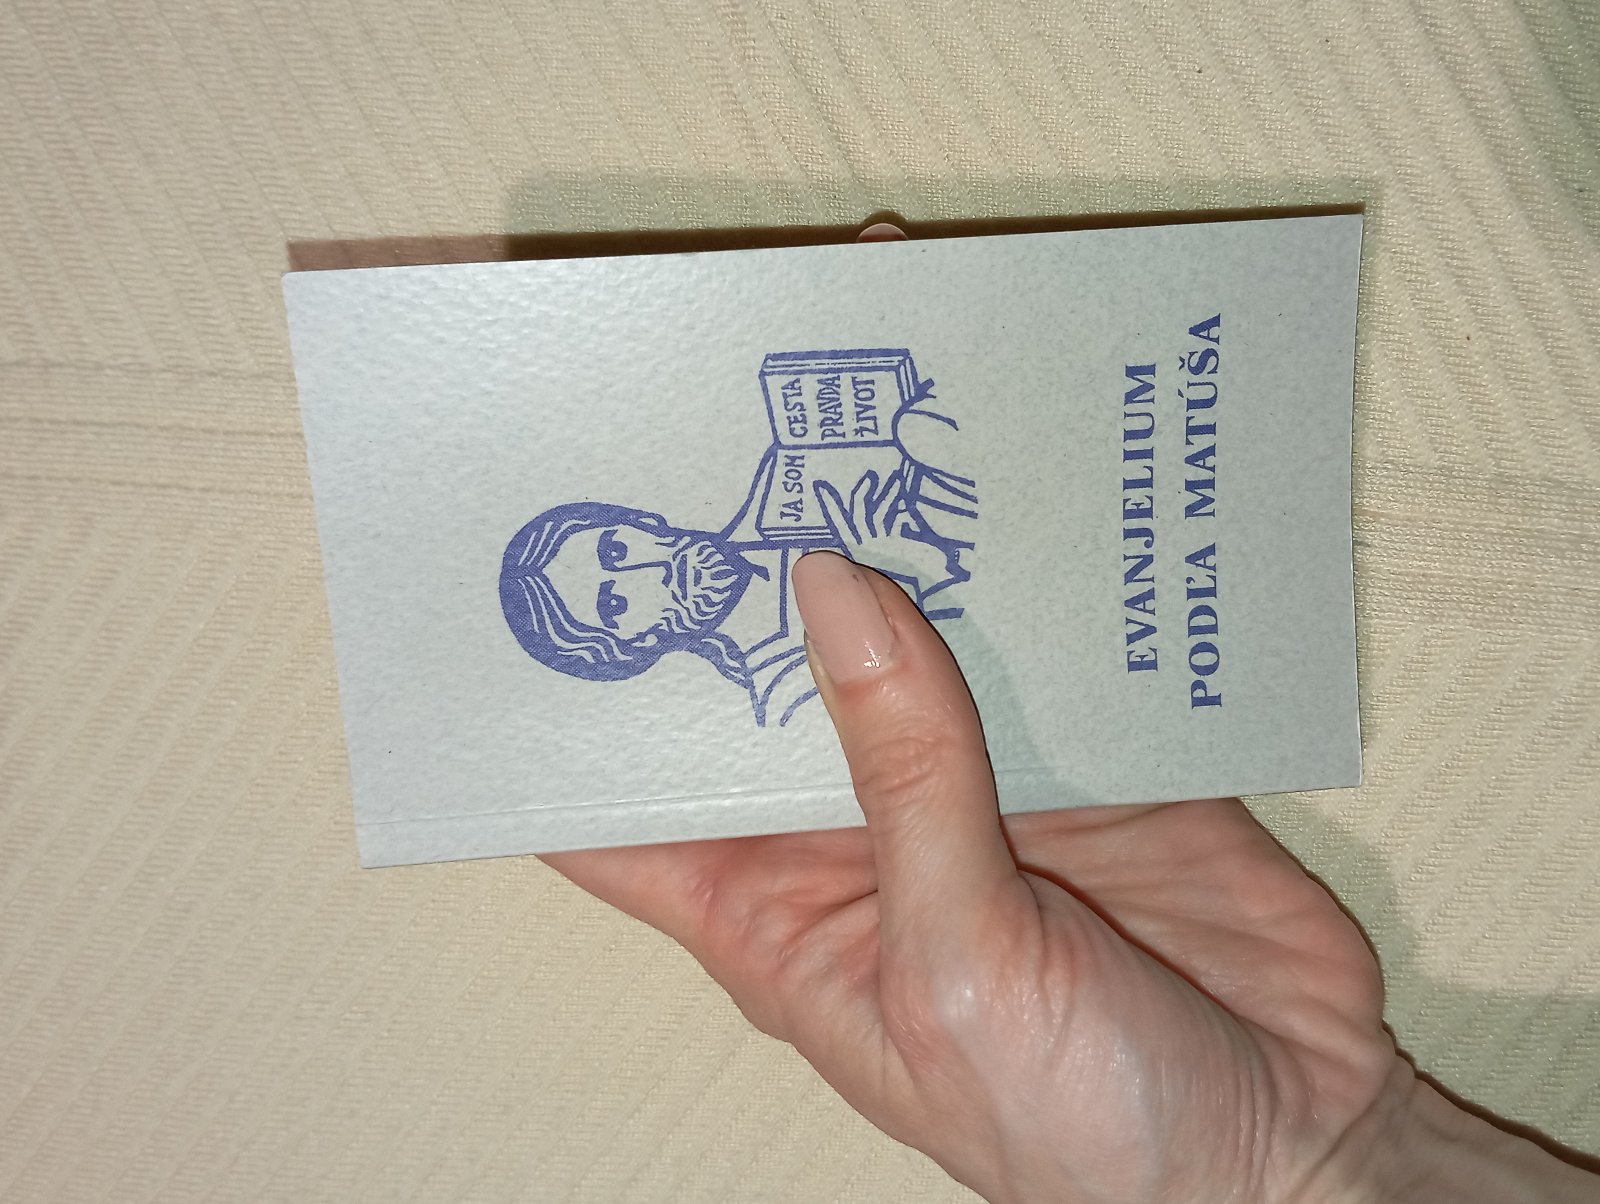 JA SOM
CESTA
PRAVDA
ŽIVOT
EVANJELIUM
PODĽA MATÚŠA